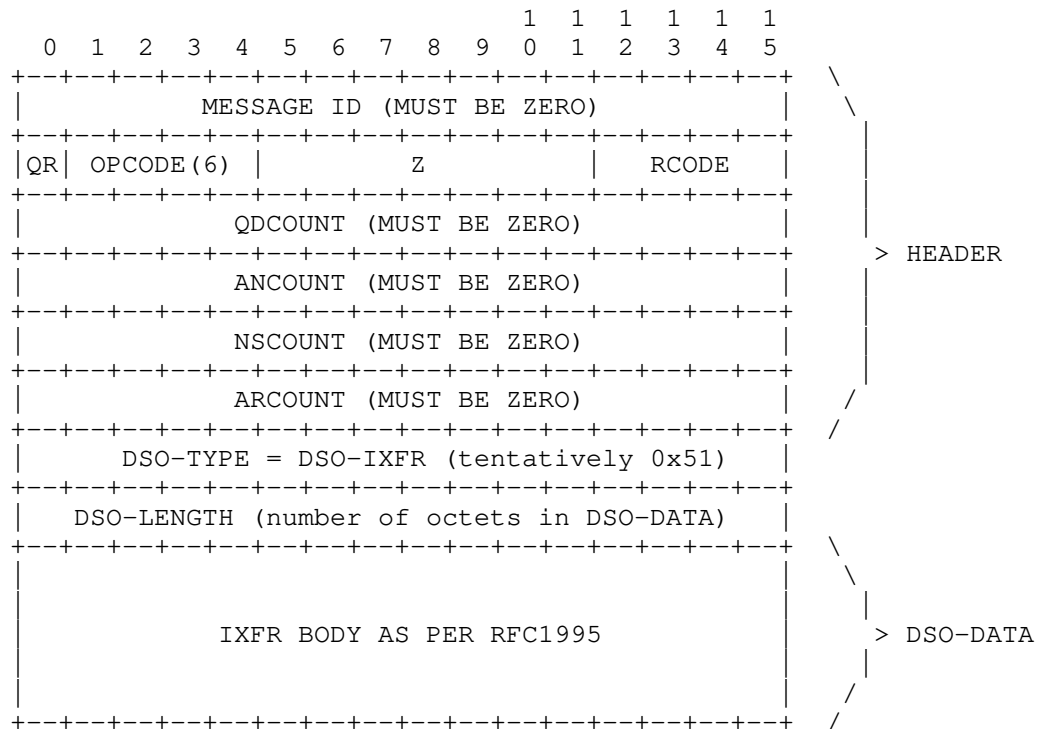 1  1  1  1  1  1
  0  1  2  3  4  5  6  7  8  9  0  1  2  3  4  5
+--+--+--+--+--+--+--+--+--+--+--+--+--+--+--+--+  \
|           MESSAGE ID (MUST BE ZERO)           |   \
+--+--+--+--+--+--+--+--+--+--+--+--+--+--+--+--+    |
|QR| OPCODE(6) |         Z          |   RCODE   |    |
+--+--+--+--+--+--+--+--+--+--+--+--+--+--+--+--+    |
|             QDCOUNT (MUST BE ZERO)            |    |
+--+--+--+--+--+--+--+--+--+--+--+--+--+--+--+--+     > HEADER
|             ANCOUNT (MUST BE ZERO)            |    |
+--+--+--+--+--+--+--+--+--+--+--+--+--+--+--+--+    |
|             NSCOUNT (MUST BE ZERO)            |    |
+--+--+--+--+--+--+--+--+--+--+--+--+--+--+--+--+    |
|             ARCOUNT (MUST BE ZERO)            |   /
+--+--+--+--+--+--+--+--+--+--+--+--+--+--+--+--+  /
|      DSO-TYPE = DSO-IXFR (tentatively 0x51)   |
+--+--+--+--+--+--+--+--+--+--+--+--+--+--+--+--+
|   DSO-LENGTH (number of octets in DSO-DATA)   |
+--+--+--+--+--+--+--+--+--+--+--+--+--+--+--+--+  \
|                                               |   \
|                                               |    |
|            IXFR BODY AS PER RFC1995           |     > DSO-DATA
|                                               |    |
|                                               |   /
+--+--+--+--+--+--+--+--+--+--+--+--+--+--+--+--+  /